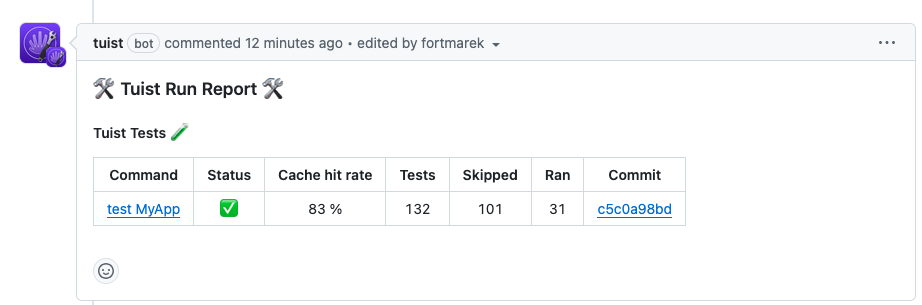 tuist bot commented 12 minutes ago • edited by fortmarek
🛠️ Tuist Run Report 🛠️
Tuist Tests 🧪
Command Status Cache hit rate Tests Skipped Ran Commit
test MyApp ✅ 83 % 132 101 31 c5c0a98bd